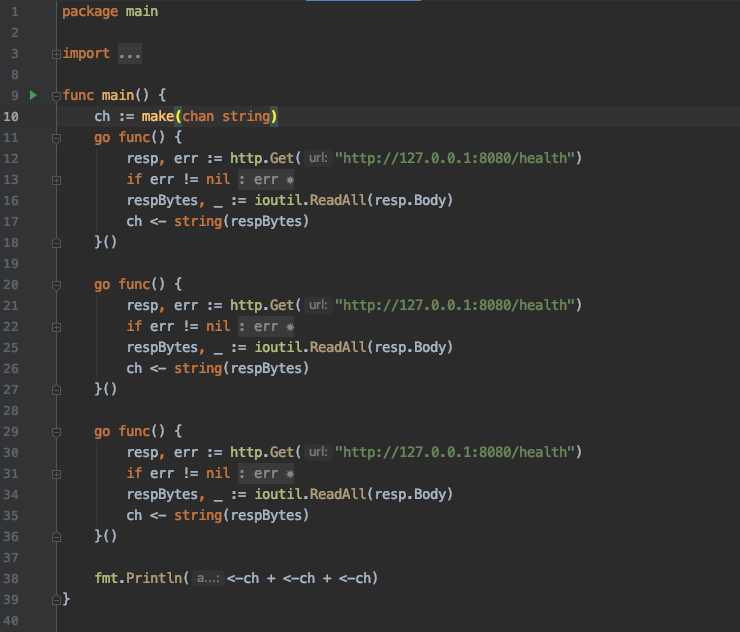 1 package main
2
3 import ...
8
9 func main() {
10 ch := make(chan string)
11 go func() {
12 resp, err := http.Get( url: "http://127.0.0.1:8080/health")
13 if err != nil : err
16 respBytes, _ := ioutil.ReadAll(resp.Body)
17 ch <- string(respBytes)
18 }()
19
20 go func() {
21 resp, err := http.Get( url: "http://127.0.0.1:8080/health")
22 if err != nil : err
25 respBytes, _ := ioutil.ReadAll(resp.Body)
26 ch <- string(respBytes)
27 }()
28
29 go func() {
30 resp, err := http.Get( url: "http://127.0.0.1:8080/health")
31 if err != nil : err
34 respBytes, _ := ioutil.ReadAll(resp.Body)
35 ch <- string(respBytes)
36 }()
37
38 fmt.Println( a...: <-ch + <-ch + <-ch)
39 }
40